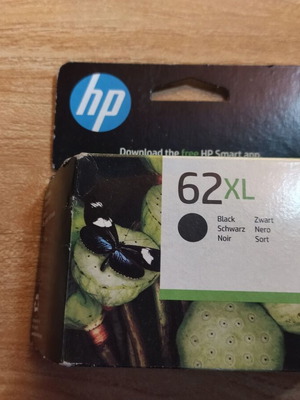 hp
Download the free HP Smart app
62XL
Black Zwart
Schwarz Nero
Noir Sort